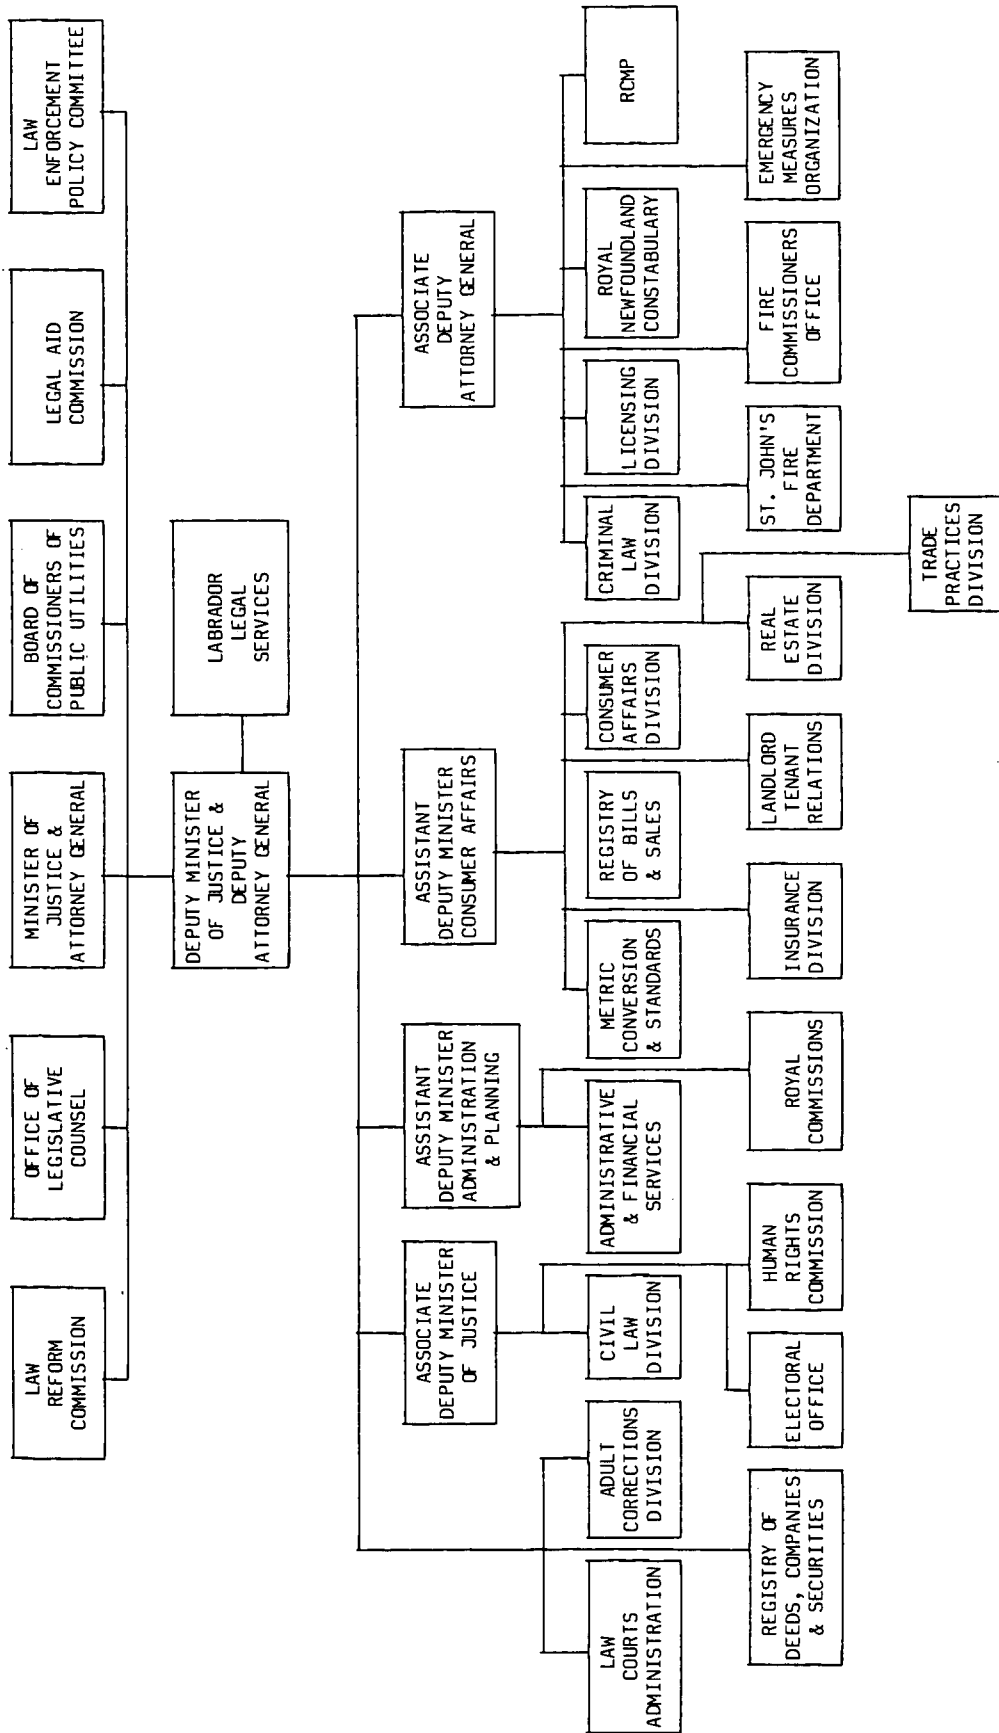 LAW
REFORM
COMMISSION
OFFICE OF
LEGISLATIVE
COUNSEL
MINISTER OF
JUSTICE &
ATTORNEY GENERAL
BOARD OF
COMMISSIONERS OF
PUBLIC UTILITIES
LEGAL AID
COMMISSION
LAW
ENFORCEMENT
POLICY COMMITTEE
DEPUTY MINISTER
OF JUSTICE &
DEPUTY
ATTORNEY GENERAL
LABRADOR
LEGAL
SERVICES
ASSOCIATE
DEPUTY MINISTER
OF JUSTICE
ASSISTANT
DEPUTY MINISTER
ADMINISTRATION
& PLANNING
ASSISTANT
DEPUTY MINISTER
CONSUMER AFFAIRS
ASSOCIATE
DEPUTY
ATTORNEY GENERAL
LAW
COURTS
ADMINISTRATION
ADULT
CORRECTIONS
DIVISION
CIVIL
LAW
DIVISION
ADMINISTRATIVE
& FINANCIAL
SERVICES
METRIC
CONVERSION
& STANDARDS
REGISTRY
OF BILLS
& SALES
CONSUMER
AFFAIRS
DIVISION
CRIMINAL
LAW
DIVISION
LICENSING
DIVISION
ROYAL
NEWFOUNDLAND
CONSTABULARY
RCMP
REGISTRY OF
DEEDS, COMPANIES
& SECURITIES
ELECTORAL
OFFICE
HUMAN
RIGHTS
COMMISSION
ROYAL
COMMISSIONS
INSURANCE
DIVISION
LANDLORD
TENANT
RELATIONS
REAL
ESTATE
DIVISION
ST. JOHN'S
FIRE
DEPARTMENT
FIRE
COMMISSIONERS
OFFICE
EMERGENCY
MEASURES
ORGANIZATION
TRADE
PRACTICES
DIVISION